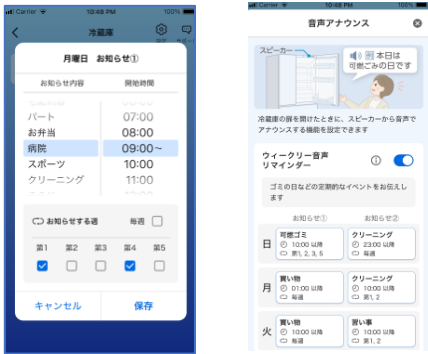 Carrier 10:48 PM 100%
冷蔵庫
月曜日 お知らせ①
お知らせ内容 開始時間
パート 07:00
お弁当 08:00
病院 09:00～
スポーツ 10:00
クリーニング 11:00
お知らせする週 毎週
第1 第2 第3 第4 第5
キャンセル 保存
Carrier 10:48 PM 100%
音声アナウンス
スピーカー
本日は
可燃ごみの日です
冷蔵庫の扉を開けたときに、スピーカーから音声で
アナウンスする機能を設定できます
ウィークリー音声
リマインダー
ゴミの日などの定期的なイベントをお伝えし
ます
お知らせ① お知らせ②
日
可燃ゴミ
10:00 以降
第1, 2, 3, 5
クリーニング
23:00 以降
毎週
月
買い物
01:00 以降
毎週
クリーニング
10:00 以降
第1, 2
火
買い物
10:00 以降
毎週
習い事
10:00 以降
第1, 2